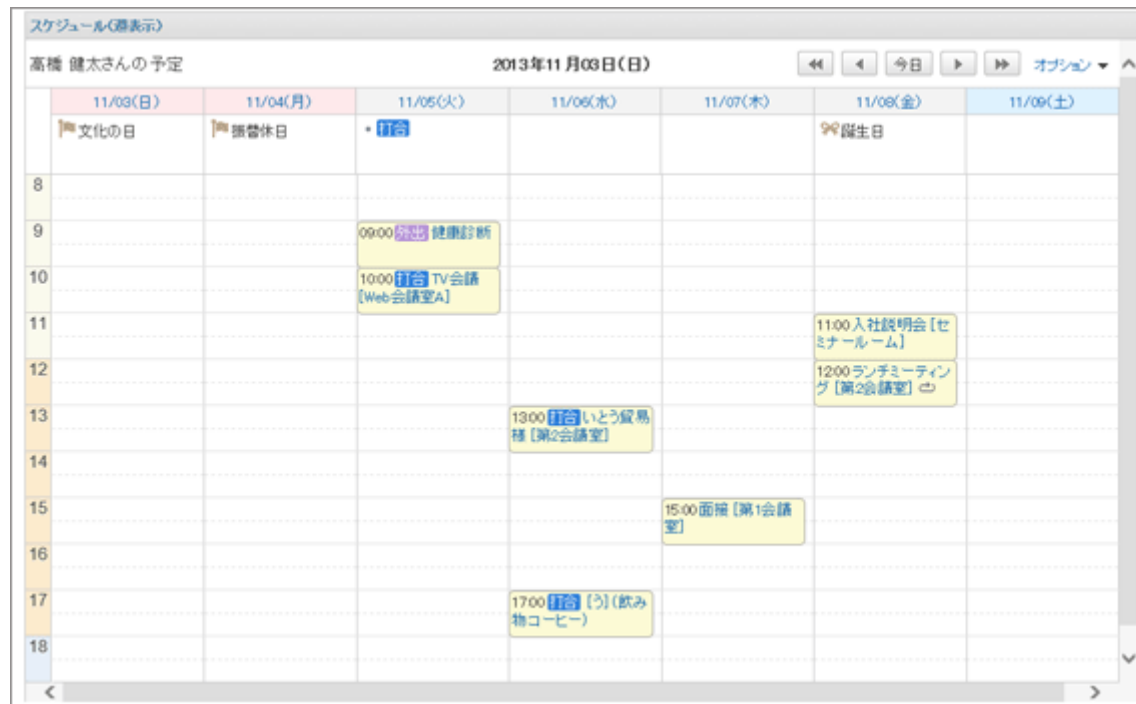 スケジュール(週表示)
高橋 健太さんの予定
2013年11月03日(日)
今日
オプション
11/03(日)
11/04(月)
11/05(火)
11/06(水)
11/07(木)
11/08(金)
11/09(土)
文化の日
振替休日
・打合
誕生日
8
9
09:00 外出 健康診断
10
10:00 打合 TV会議
[Web会議室A]
11
11:00 入社説明会 [セ
ミナールーム]
12
12:00 ランチミーティン
グ [第2会議室]
13
13:00 打合 いとう貿易
様 [第2会議室]
14
15
15:00 面接 [第1会議
室]
16
17
17:00 打合 [う] (飲み
物コーヒー)
18